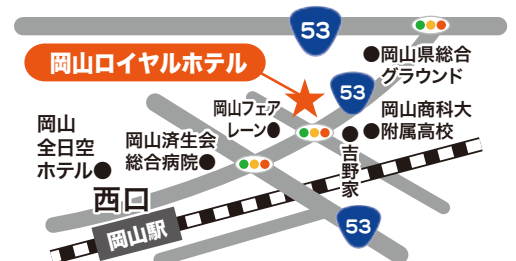 53
岡山ロイヤルホテル
岡山県総合
グラウンド
53
岡山フェア
レーン
岡山商科大
附属高校
岡山
全日空
ホテル
岡山済生会
総合病院
吉野家
西口
岡山駅
53